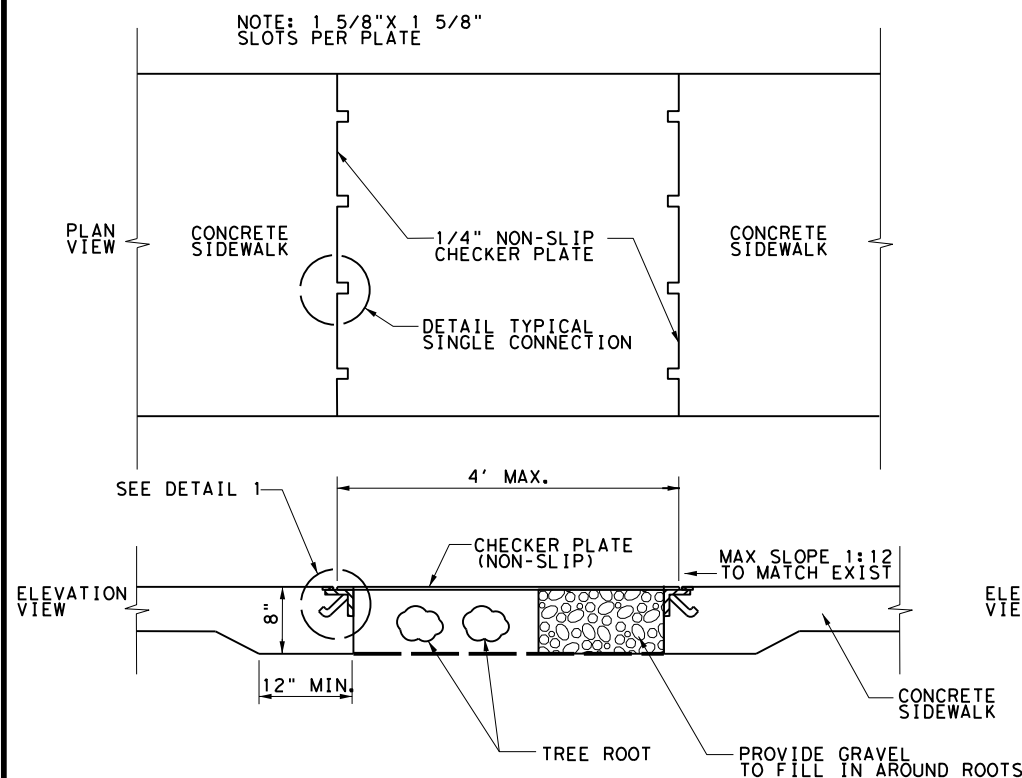 NOTE: 1 5/8"X 1 5/8"
SLOTS PER PLATE
PLAN
VIEW
CONCRETE
SIDEWALK
1/4" NON-SLIP
CHECKER PLATE
CONCRETE
SIDEWALK
DETAIL TYPICAL
SINGLE CONNECTION
SEE DETAIL 1
4' MAX.
CHECKER PLATE
(NON-SLIP)
MAX SLOPE 1:12
TO MATCH EXIST
ELEVATION
VIEW
8"
ELE
VIE
12" MIN.
CONCRETE
SIDEWALK
TREE ROOT
PROVIDE GRAVEL
TO FILL IN AROUND ROOTS